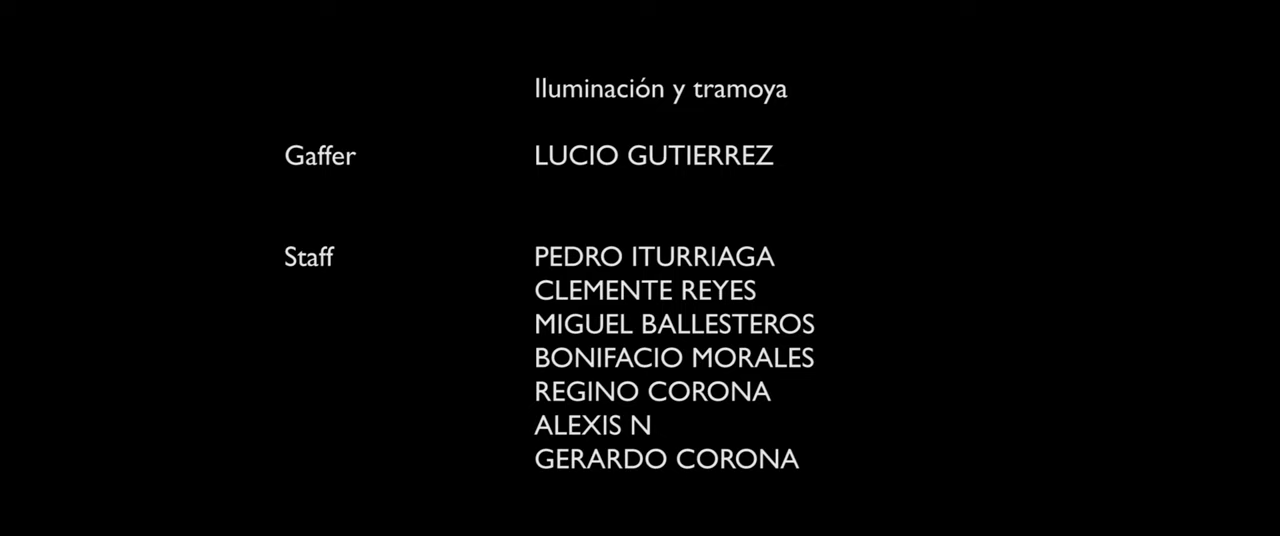 Iluminación y tramoya
Gaffer LUCIO GUTIERREZ
Staff PEDRO ITURRIAGA
CLEMENTE REYES
MIGUEL BALLESTEROS
BONIFACIO MORALES
REGINO CORONA
ALEXIS N
GERARDO CORONA